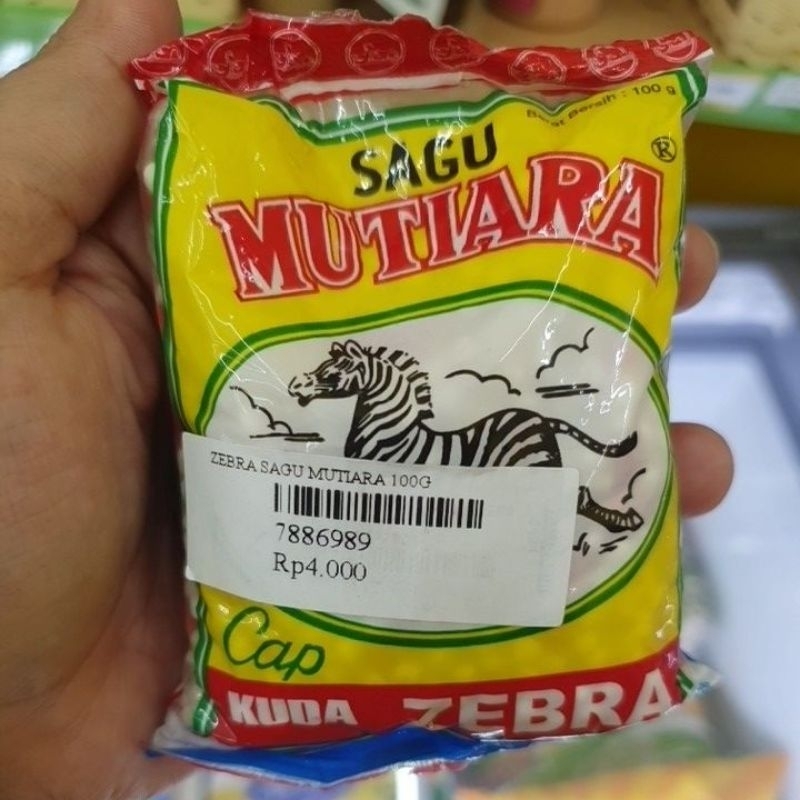 Berat Bersih : 100 g
SAGU
MUTIARA ®
ZEBRA SAGU MUTIARA 100G
7886989
Rp4.000
Cap
KUDA ZEBRA